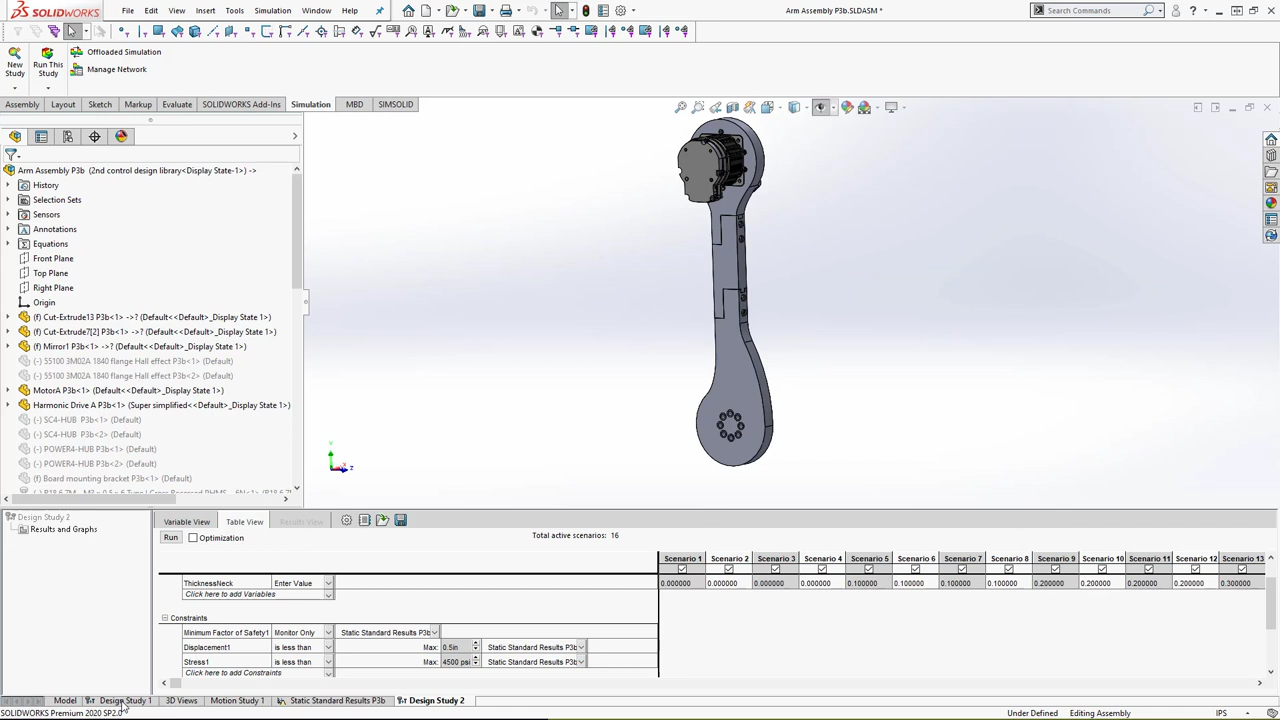 SOLIDWORKS File Edit View Insert Tools Simulation Window Help Arm Assembly P3b.SLDASM * Search Commands
Offloaded Simulation
New Study
Run This Study
Manage Network
Assembly Layout Sketch Markup Evaluate SOLIDWORKS Add-Ins Simulation MBD SIMSOLID
Arm Assembly P3b (2nd control design library<Display State-1>) ->
History
Selection Sets
Sensors
Annotations
Equations
Front Plane
Top Plane
Right Plane
Origin
(f) Cut-Extrude13 P3b<1> ->? (Default<<Default>_Display State 1>)
(f) Cut-Extrude7[2] P3b<1> ->? (Default<<Default>_Display State 1>)
(f) Mirror1 P3b<1> ->? (Default<<Default>_Display State 1>)
(-) 55100 3M02A 1840 flange Hall effect P3b<1> (Default)
(-) 55100 3M02A 1840 flange Hall effect P3b<2> (Default)
MotorA P3b<1> (Default<<Default>_Display State 1>)
Harmonic Drive A P3b<1> (Super simplified<<Default>_Display State 1>)
(-) SC4-HUB P3b<1> (Default)
(-) SC4-HUB P3b<2> (Default)
(-) POWER4-HUB P3b<1> (Default)
(-) POWER4-HUB P3b<2> (Default)
(f) Board mounting bracket P3b<1> (Default)
Y
Z
Design Study 2
Results and Graphs
Variable View Table View Results View
Run Optimization Total active scenarios: 16
Scenario 1 Scenario 2 Scenario 3 Scenario 4 Scenario 5 Scenario 6 Scenario 7 Scenario 8 Scenario 9 Scenario 10 Scenario 11 Scenario 12 Scenario 13
ThicknessNeck Enter Value 0.000000 0.000000 0.000000 0.000000 0.100000 0.100000 0.100000 0.100000 0.200000 0.200000 0.200000 0.200000 0.300000
Click here to add Variables
Constraints
Minimum Factor of Safety1 Monitor Only Static Standard Results P3b
Displacement1 is less than Max: 0.5in Static Standard Results P3b
Stress1 is less than Max: 4500 psi Static Standard Results P3b
Click here to add Constraints
Model Design Study 1 3D Views Motion Study 1 Static Standard Results P3b Design Study 2
SOLIDWORKS Premium 2020 SP2.0 Under Defined Editing Assembly IPS